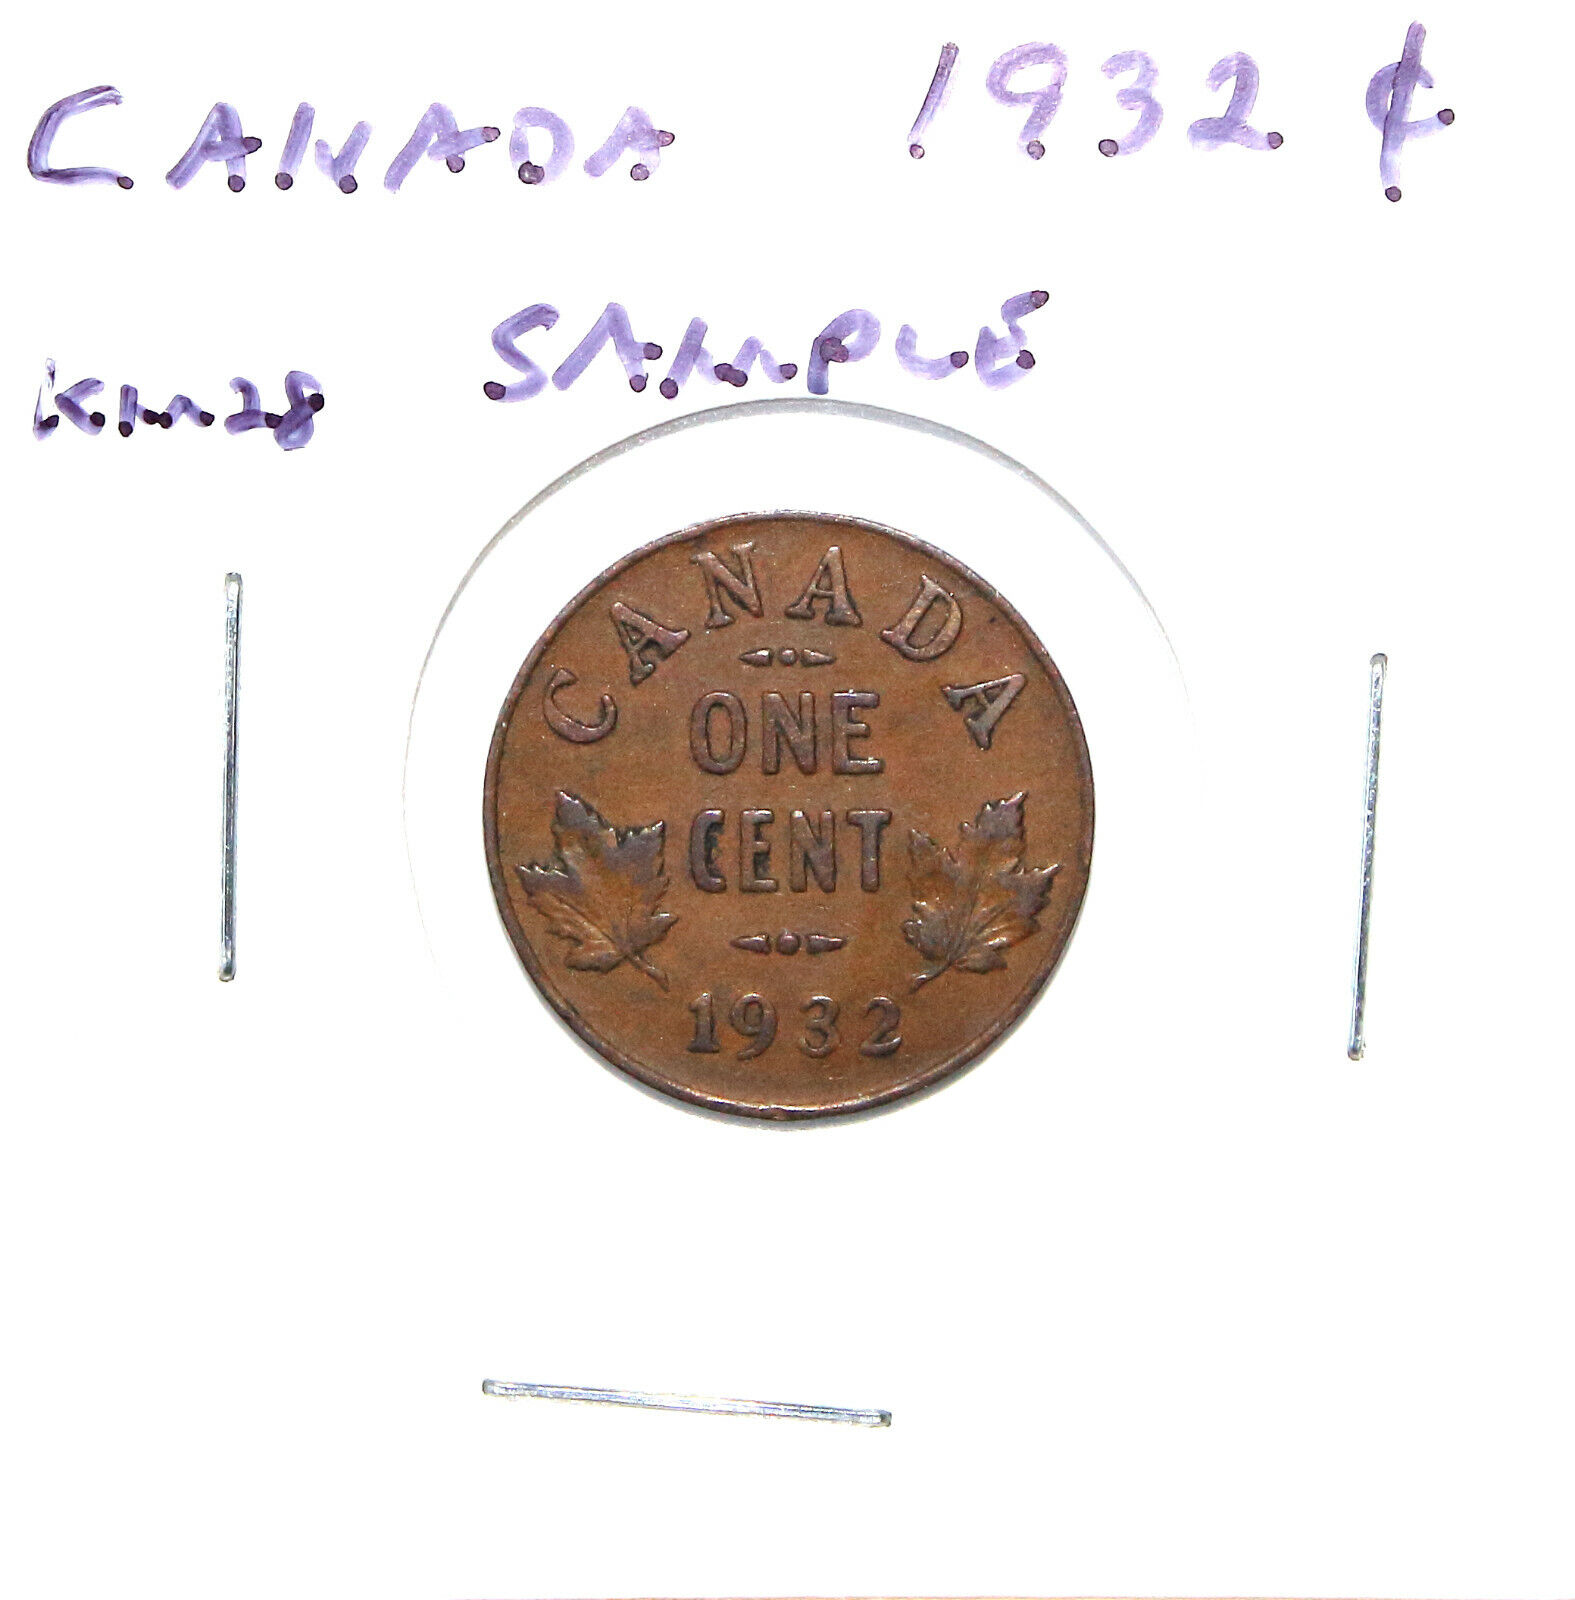 CANADA 1932 ¢
KM28 SAMPLE
CANADA
ONE
CENT
1932